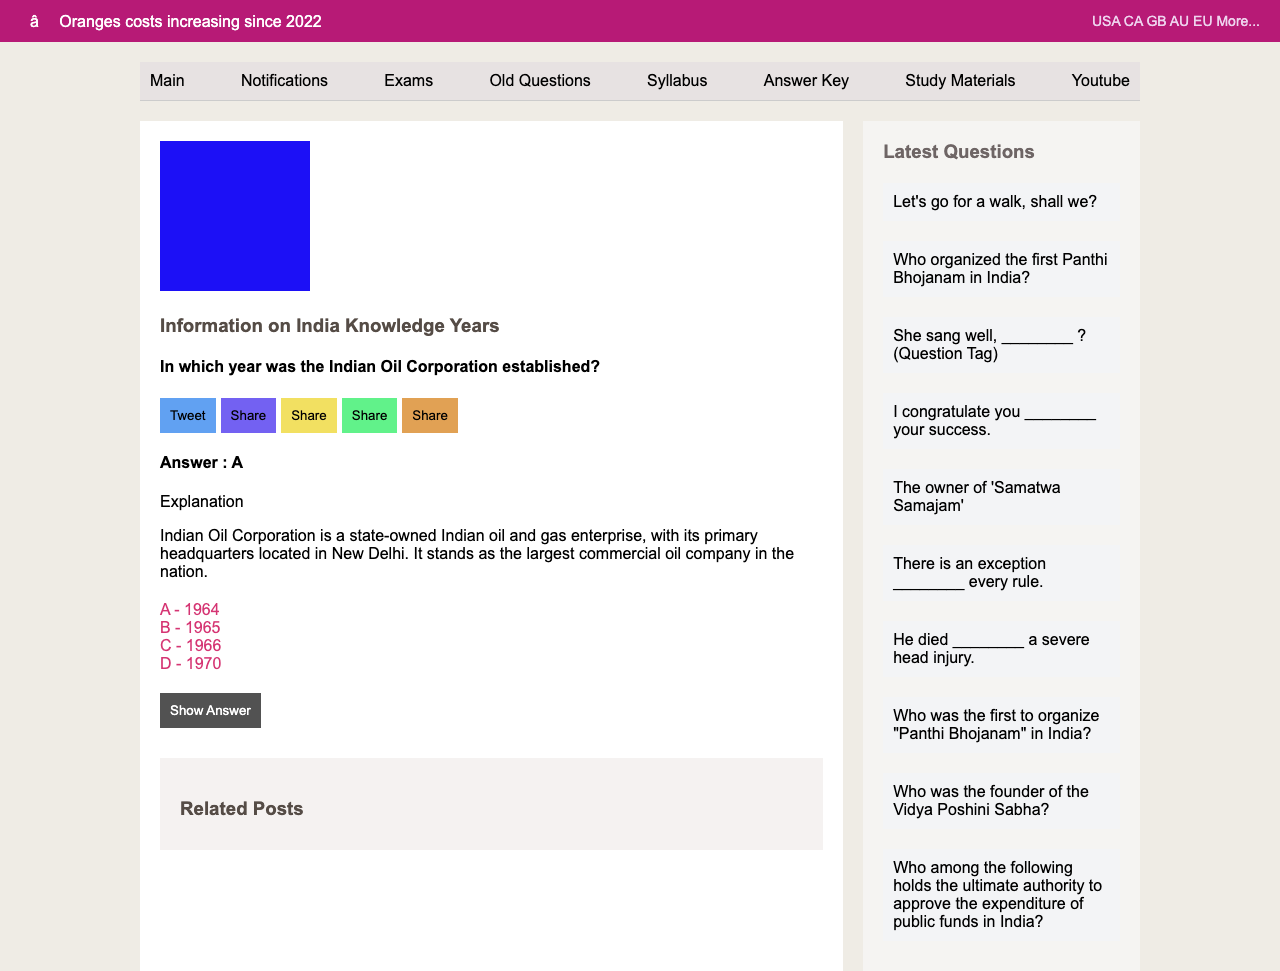 â Oranges costs increasing since 2022
USA CA GB AU EU More...
Main Notifications Exams Old Questions Syllabus Answer Key Study Materials Youtube
Information on India Knowledge Years
In which year was the Indian Oil Corporation established?
Tweet Share Share Share Share
Answer : A
Explanation
Indian Oil Corporation is a state-owned Indian oil and gas enterprise, with its primary
headquarters located in New Delhi. It stands as the largest commercial oil company in the
nation.
A - 1964
B - 1965
C - 1966
D - 1970
Show Answer
Related Posts
Latest Questions
Let's go for a walk, shall we?
Who organized the first Panthi
Bhojanam in India?
She sang well, ________ ?
(Question Tag)
I congratulate you ________
your success.
The owner of 'Samatwa
Samajam'
There is an exception
________ every rule.
He died ________ a severe
head injury.
Who was the first to organize
"Panthi Bhojanam" in India?
Who was the founder of the
Vidya Poshini Sabha?
Who among the following
holds the ultimate authority to
approve the expenditure of
public funds in India?